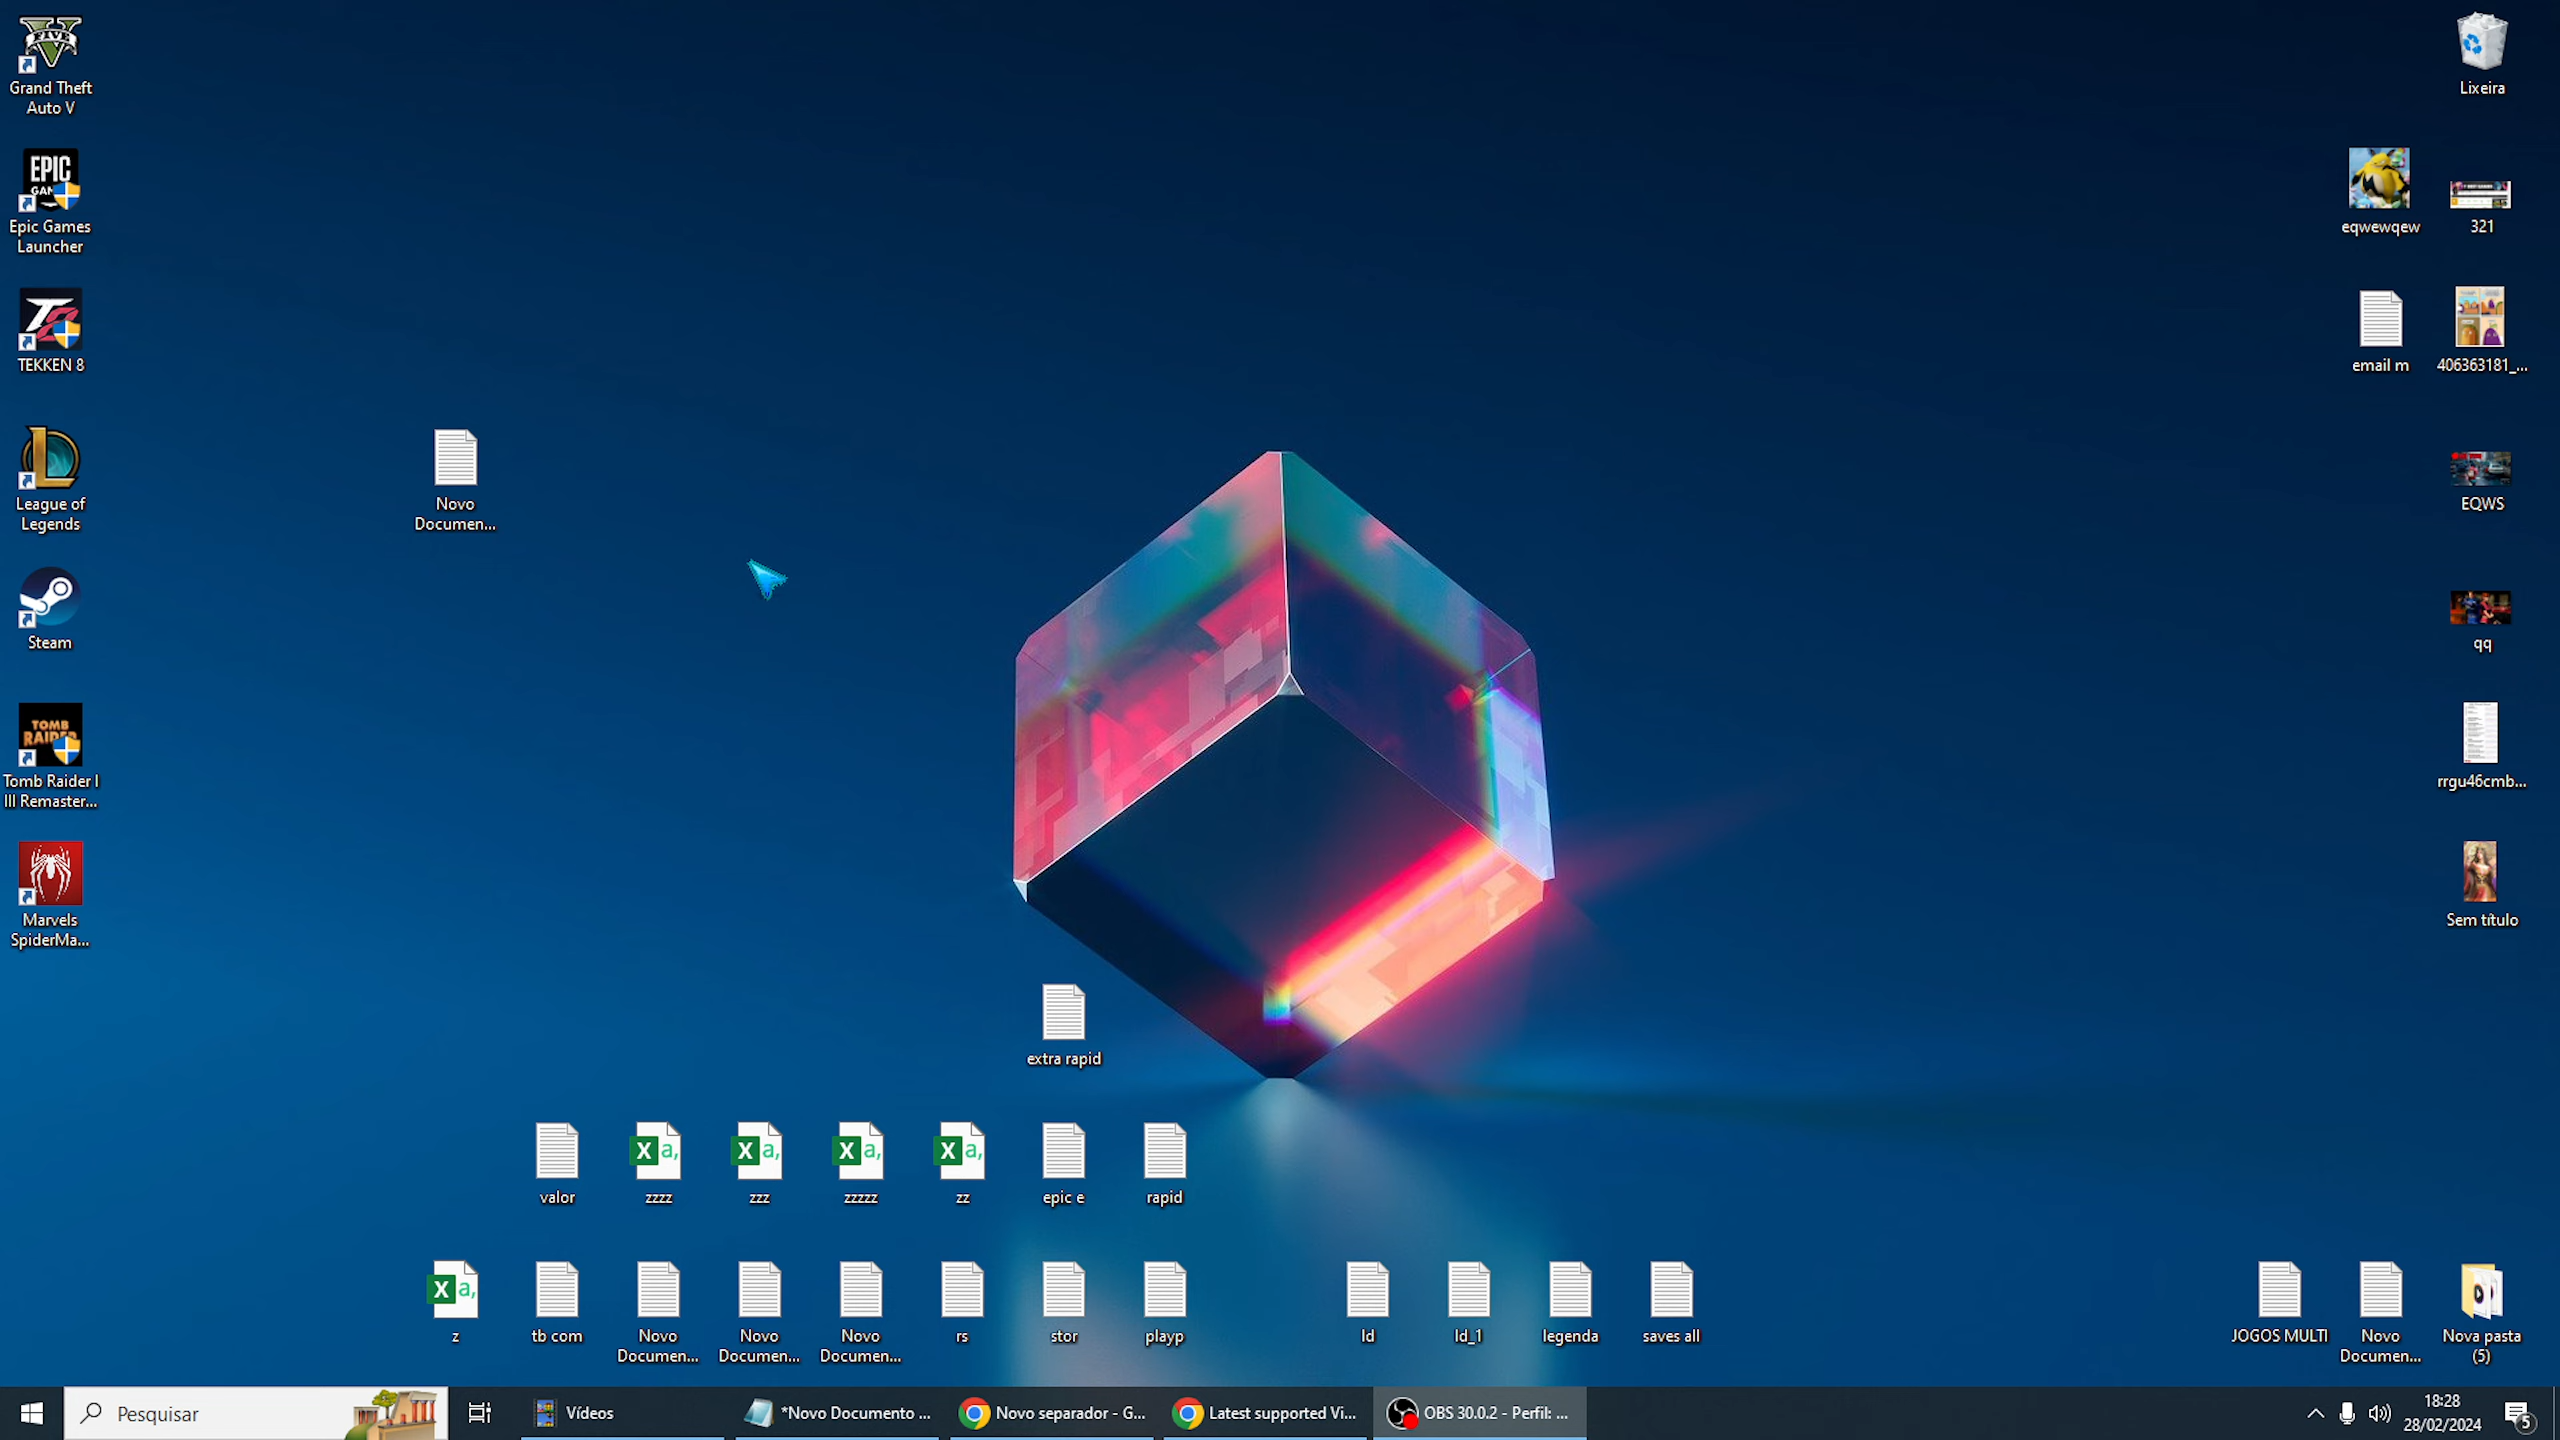 Grand Theft
Auto V
Epic Games
Launcher
TEKKEN 8
League of
Legends
Steam
Tomb Raider I
III Remaster...
Marvels
SpiderMa...
Novo
Documen...
Lixeira
eqwewqew
321
email m
406363181_...
EQWS
qq
rrgu46cmb...
Sem título
extra rapid
valor
zzzz
zzz
zzzzz
zz
epic e
rapid
z
tb com
Novo
Documen...
Novo
Documen...
Novo
Documen...
rs
stor
playp
ld
ld_1
legenda
saves all
JOGOS MULTI
Novo
Documen...
Nova pasta
(5)
Pesquisar
Vídeos
*Novo Documento ...
Novo separador - G...
Latest supported Vi...
OBS 30.0.2 - Perfil: ...
18:28
28/02/2024
5